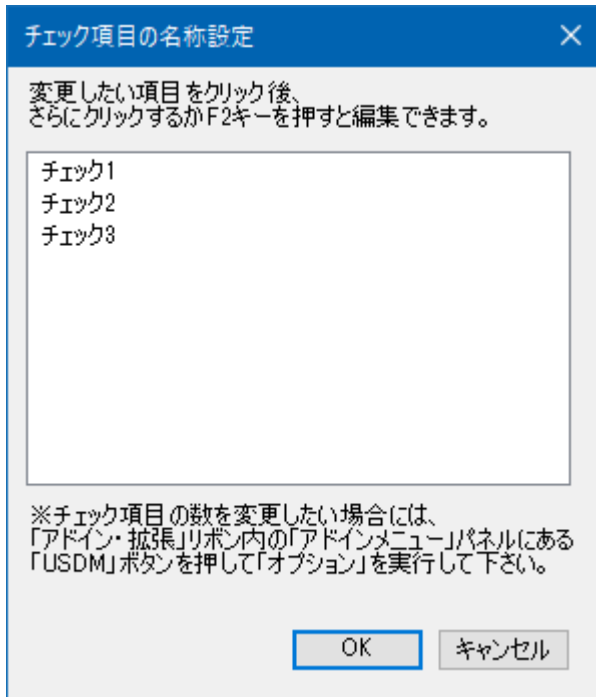 チェック項目の名称設定
変更したい項目をクリック後、
さらにクリックするかF2キーを押すと編集できます。
チェック1
チェック2
チェック3
※チェック項目の数を変更したい場合には、
「アドイン・拡張」リボン内の「アドインメニュー」パネルにある
「USDM」ボタンを押して「オプション」を実行して下さい。
OK キャンセル